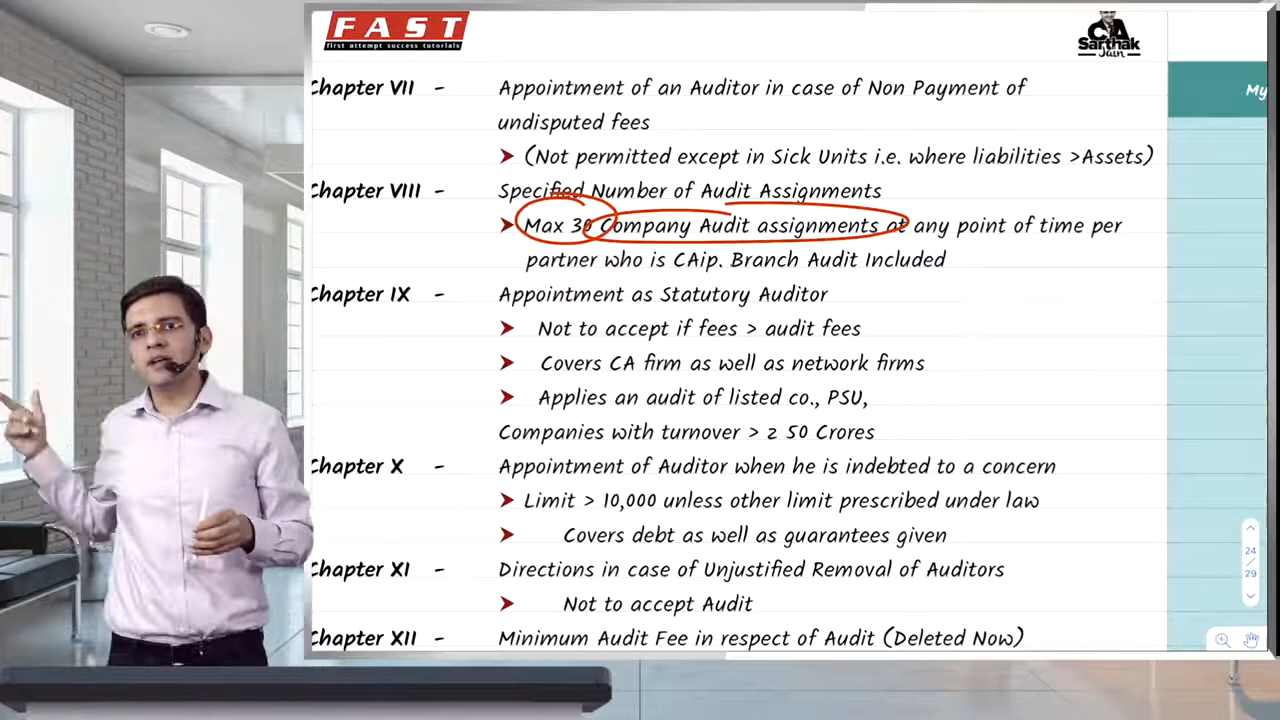 FAST
first attempt success tutorials
CA
Sarthak
Jain
My
Chapter VII - Appointment of an Auditor in case of Non Payment of
undisputed fees
(Not permitted except in Sick Units i.e. where liabilities >Assets)
Chapter VIII - Specified Number of Audit Assignments
Max 30 Company Audit assignments at any point of time per
partner who is CAip. Branch Audit Included
Chapter IX - Appointment as Statutory Auditor
Not to accept if fees > audit fees
Covers CA firm as well as network firms
Applies an audit of listed co., PSU,
Companies with turnover > z 50 Crores
Chapter X - Appointment of Auditor when he is indebted to a concern
Limit > 10,000 unless other limit prescribed under law
Covers debt as well as guarantees given
Chapter XI - Directions in case of Unjustified Removal of Auditors
Not to accept Audit
Chapter XII - Minimum Audit Fee in respect of Audit (Deleted Now)
24
/
29